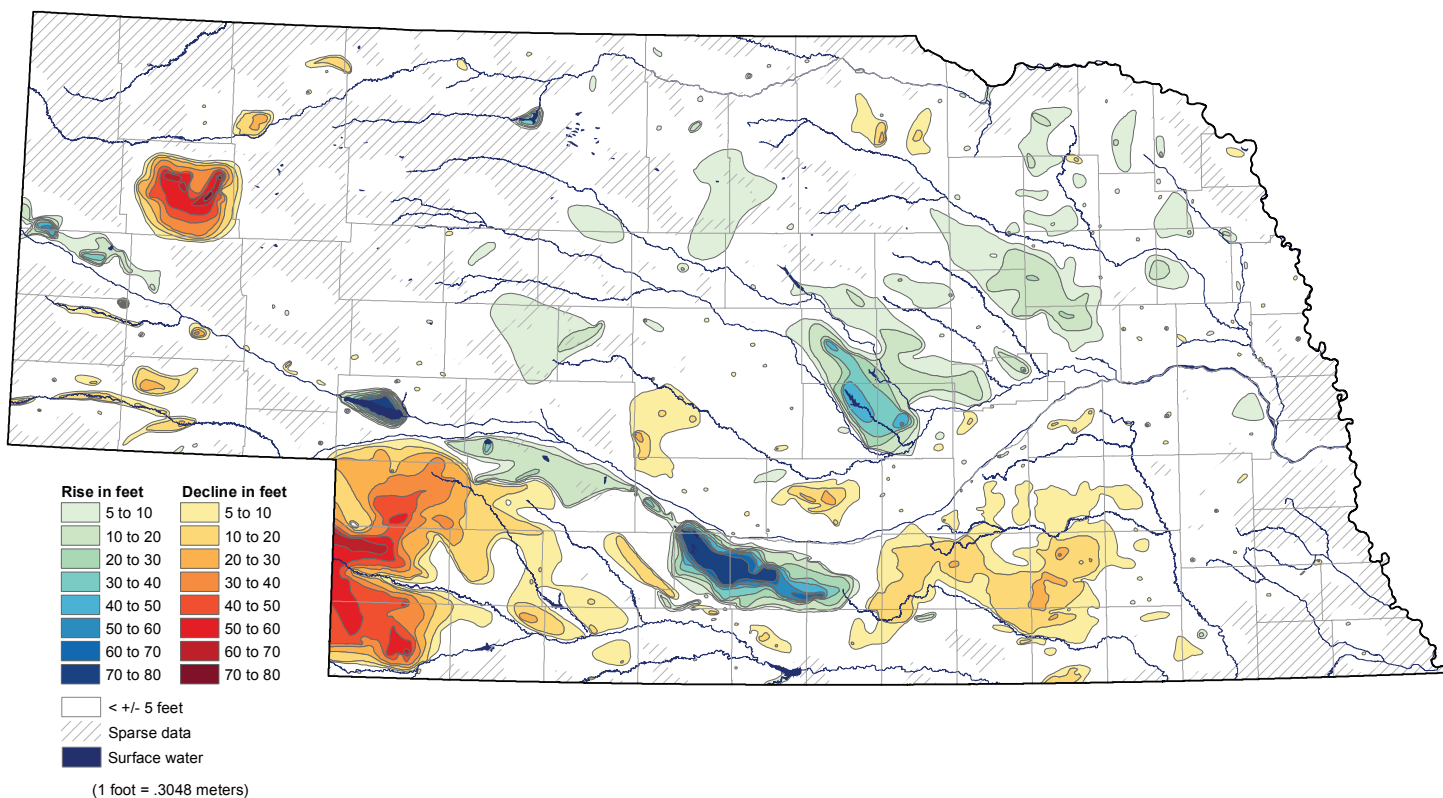 Rise in feet Decline in feet
5 to 10 5 to 10
10 to 20 10 to 20
20 to 30 20 to 30
30 to 40 30 to 40
40 to 50 40 to 50
50 to 60 50 to 60
60 to 70 60 to 70
70 to 80 70 to 80
< +/- 5 feet
Sparse data
Surface water
(1 foot = .3048 meters)